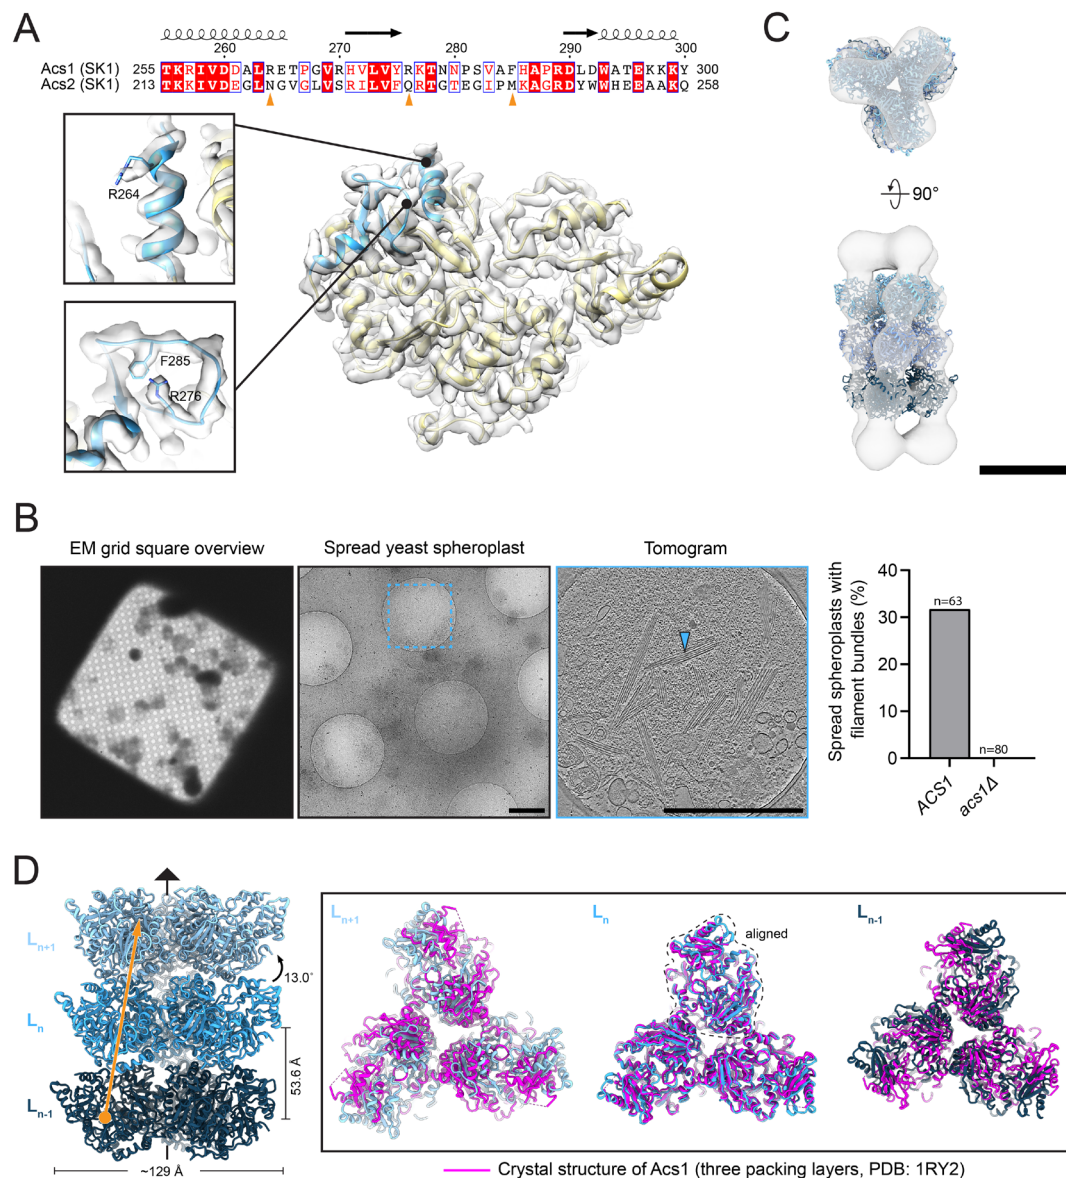 A
260 270 280 290 300
Acs1 (SK1) 255 TKRIVDDALRETPGVRHVLVYRKTNNPSVAFHAPRDLDWATEKKKY 300
Acs2 (SK1) 213 TKKIVDEGLNGVGLVSRILVFQRTGTEGIPMKAGRDYWWHEEAAKQ 258
R264
F285
R276
C
90°
B
EM grid square overview
Spread yeast spheroplast
Tomogram
Spread spheroplasts with
filament bundles (%)
40
30
20
10
0
n=63
n=80
ACS1
acs1Δ
D
Ln+1
Ln
Ln-1
13.0°
53.6 Å
~129 Å
Ln+1
Ln
aligned
Ln-1
Crystal structure of Acs1 (three packing layers, PDB: 1RY2)